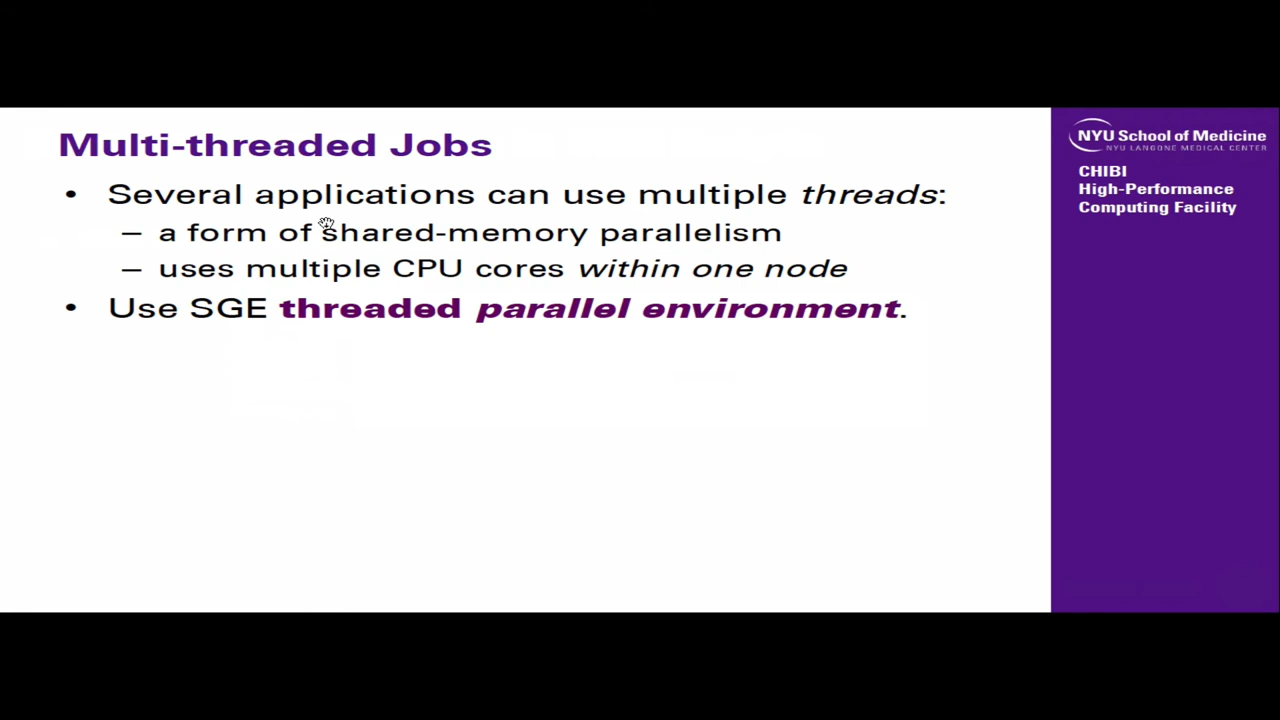 Multi-threaded Jobs
• Several applications can use multiple threads:
– a form of shared-memory parallelism
– uses multiple CPU cores within one node
• Use SGE threaded parallel environment.
NYU School of Medicine
NYU LANGONE MEDICAL CENTER
CHIBI
High-Performance
Computing Facility